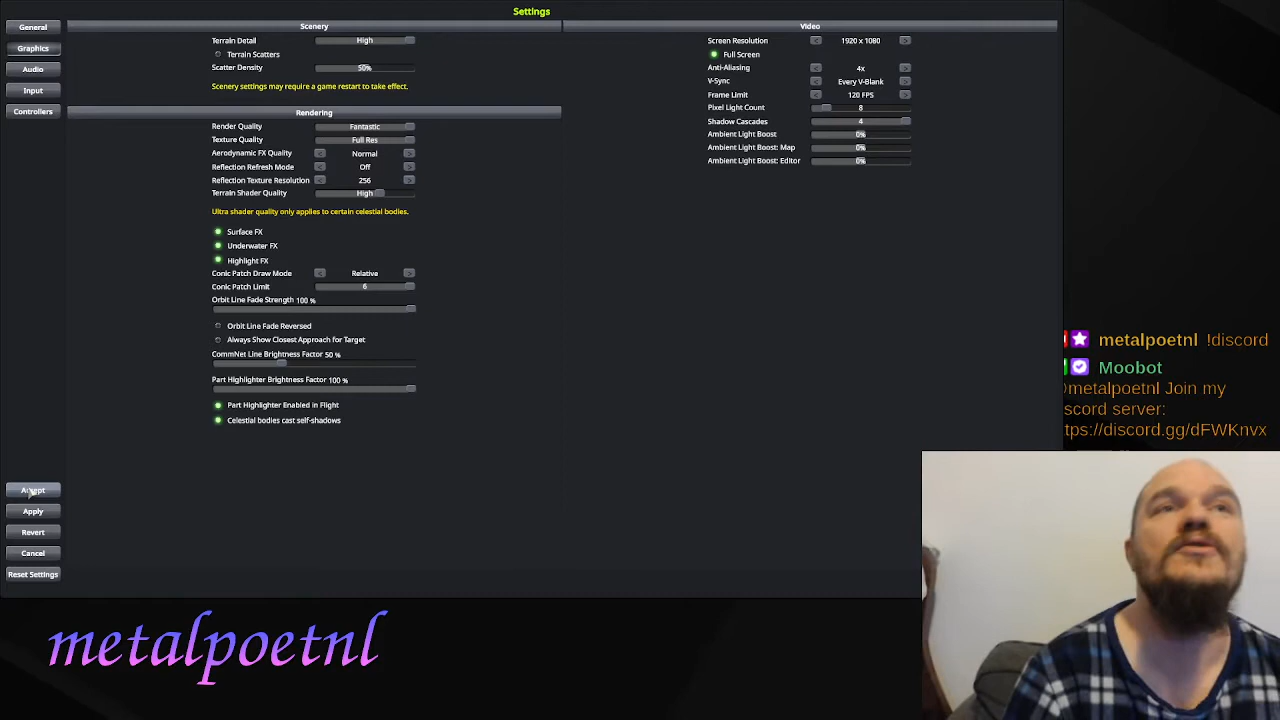 Settings
General
Graphics
Audio
Input
Controllers
Scenery
Terrain Detail High
Terrain Scatters
Scatter Density 50%
Scenery settings may require a game restart to take effect.
Rendering
Render Quality Fantastic
Texture Quality Full Res
Aerodynamic FX Quality < Normal >
Reflection Refresh Mode < Off >
Reflection Texture Resolution < 256 >
Terrain Shader Quality High
Ultra shader quality only applies to certain celestial bodies.
Surface FX
Underwater FX
Highlight FX
Conic Patch Draw Mode < Relative >
Conic Patch Limit 6
Orbit Line Fade Strength 100 %
Orbit Line Fade Reversed
Always Show Closest Approach for Target
CommNet Line Brightness Factor 50 %
Part Highlighter Brightness Factor 100 %
Part Highlighter Enabled in Flight
Celestial bodies cast self-shadows
Video
Screen Resolution < 1920 x 1080 >
Full Screen
Anti-Aliasing < 4x >
V-Sync < Every V-Blank >
Frame Limit < 120 FPS >
Pixel Light Count 8
Shadow Cascades 4
Ambient Light Boost 0%
Ambient Light Boost: Map 0%
Ambient Light Boost: Editor 0%
Accept
Apply
Revert
Cancel
Reset Settings
metalpoetnl !discord
Moobot
@metalpoetnl Join my
scord server:
tps://discord.gg/dFWKnvx
metalpoetnl